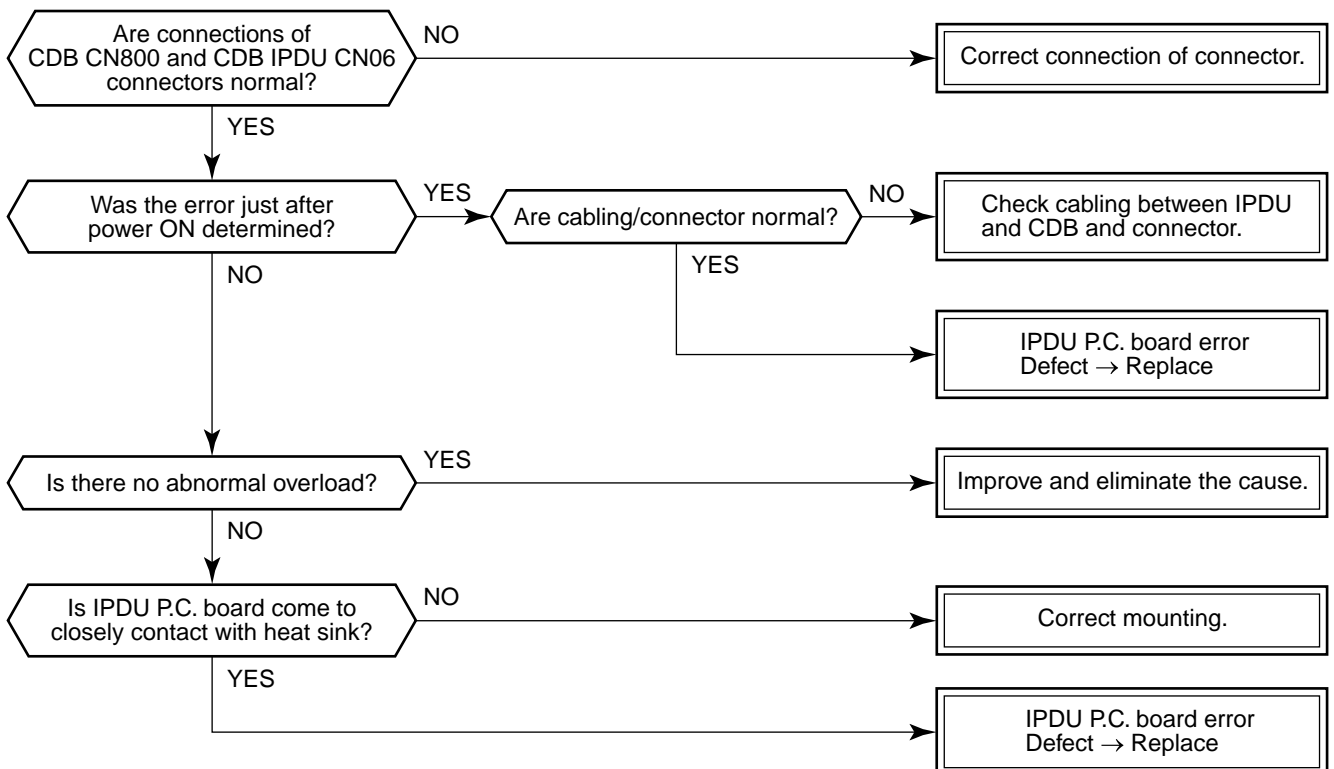 Are connections of
CDB CN800 and CDB IPDU CN06
connectors normal?
NO
Correct connection of connector.
YES
Was the error just after
power ON determined?
YES
Are cabling/connector normal?
NO
Check cabling between IPDU
and CDB and connector.
NO
YES
IPDU P.C. board error
Defect → Replace
Is there no abnormal overload?
YES
Improve and eliminate the cause.
NO
Is IPDU P.C. board come to
closely contact with heat sink?
NO
Correct mounting.
YES
IPDU P.C. board error
Defect → Replace